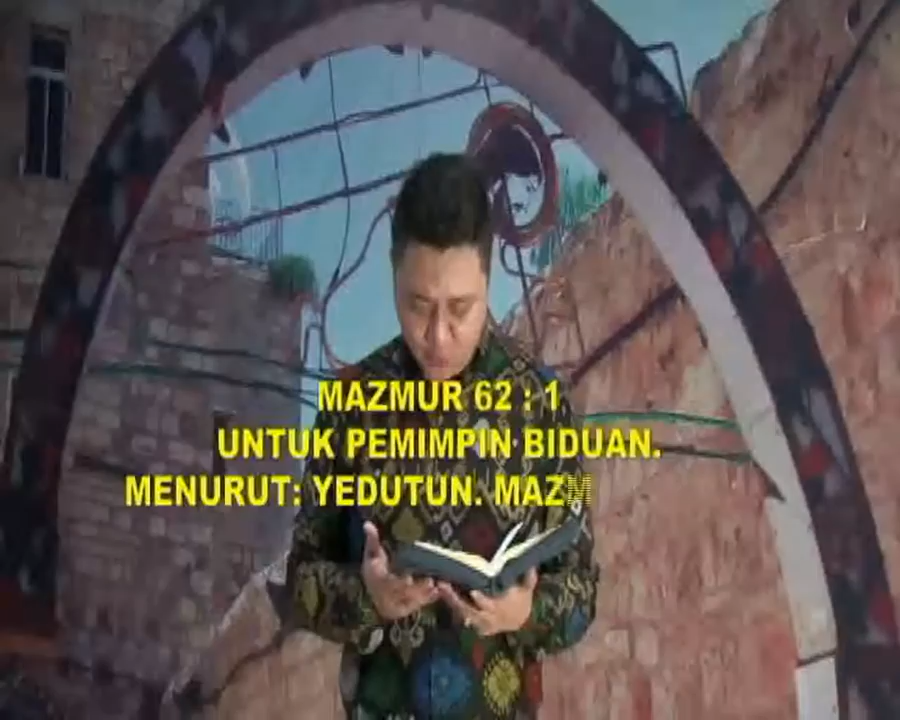 MAZMUR 62 : 1
UNTUK PEMIMPIN BIDUAN.
MENURUT: YEDUTUN. MAZM